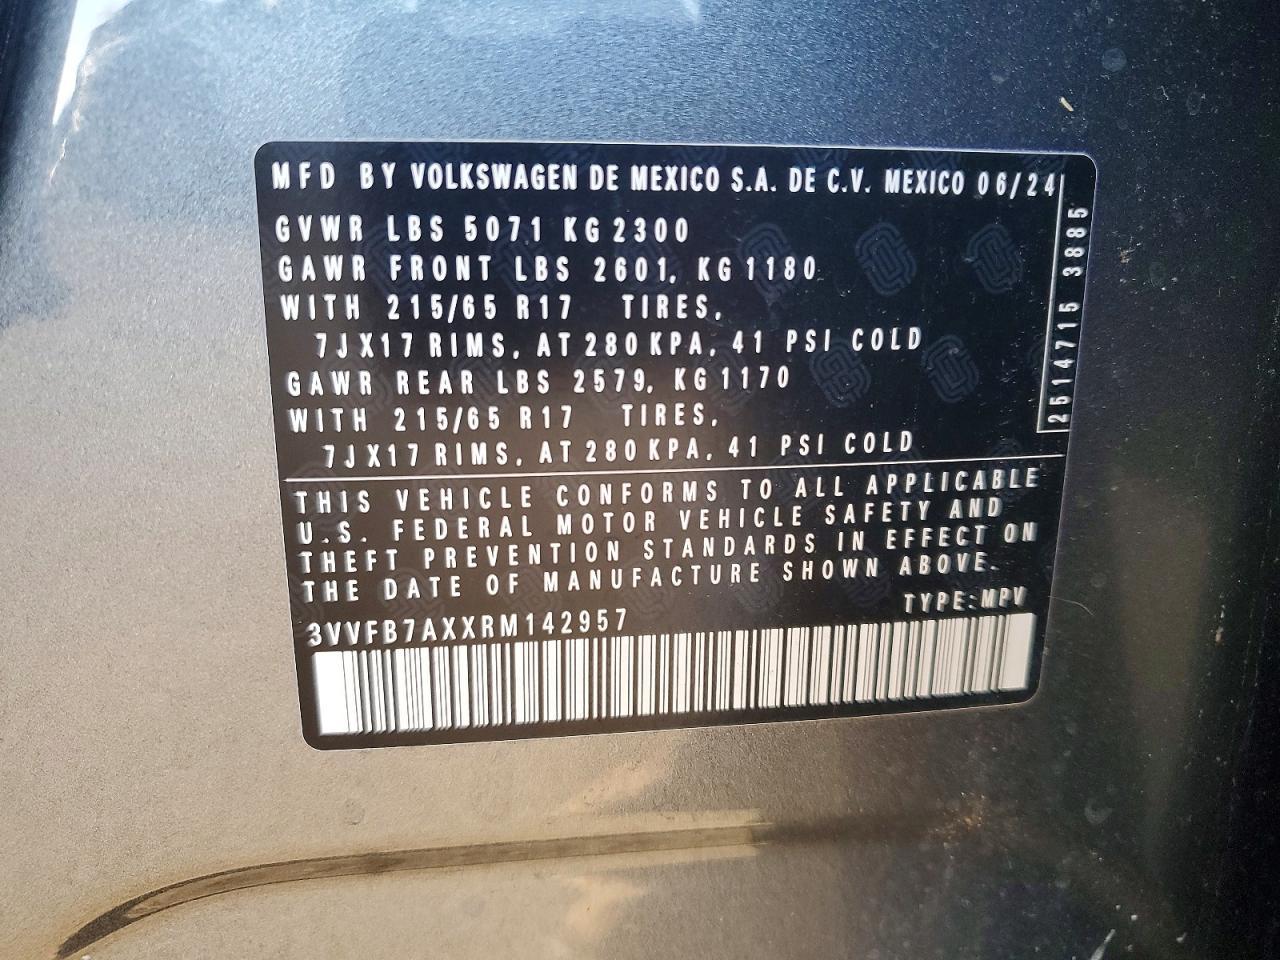 MFD BY VOLKSWAGEN DE MEXICO S.A. DE C.V. MEXICO 06/24
GVWR LBS 5071 KG 2300
GAWR FRONT LBS 2601, KG 1180
WITH 215/65 R17 TIRES,
7JX17 RIMS, AT 280 KPA, 41 PSI COLD
GAWR REAR LBS 2579, KG 1170
WITH 215/65 R17 TIRES,
7JX17 RIMS, AT 280 KPA, 41 PSI COLD
2514715 3885
THIS VEHICLE CONFORMS TO ALL APPLICABLE
U.S. FEDERAL MOTOR VEHICLE SAFETY AND
THEFT PREVENTION STANDARDS IN EFFECT ON
THE DATE OF MANUFACTURE SHOWN ABOVE.
TYPE:MPV
3VVFB7AXXRM142957